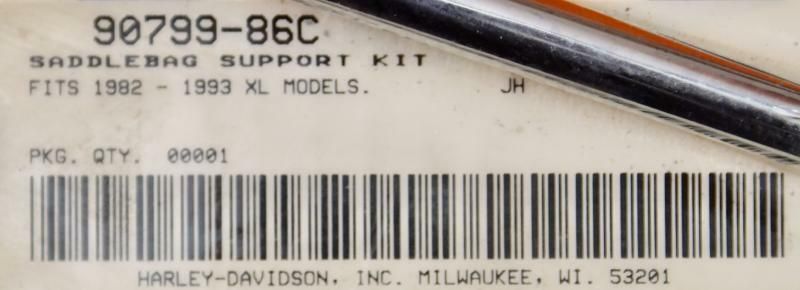 90799-86C
SADDLEBAG SUPPORT KIT
FITS 1982 - 1993 XL MODELS. JH
PKG. QTY. 00001
HARLEY-DAVIDSON, INC. MILWAUKEE, WI. 53201